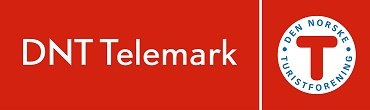 DNT Telemark
DEN NORSKE
T
TURISTFORENING